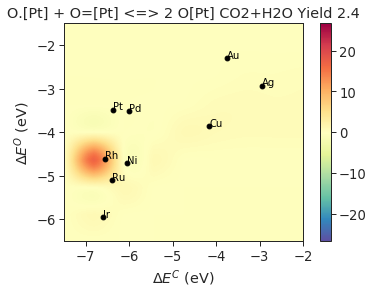 O.[Pt] + O=[Pt] <=> 2 O[Pt] CO2+H2O Yield 2.4
−2
−3
−4
−5
−6
ΔE^O (eV)
Au
Ag
Pt
Pd
Cu
Rh
Ni
Ru
Ir
−7
−6
−5
−4
−3
−2
ΔE^C (eV)
20
10
0
−10
−20